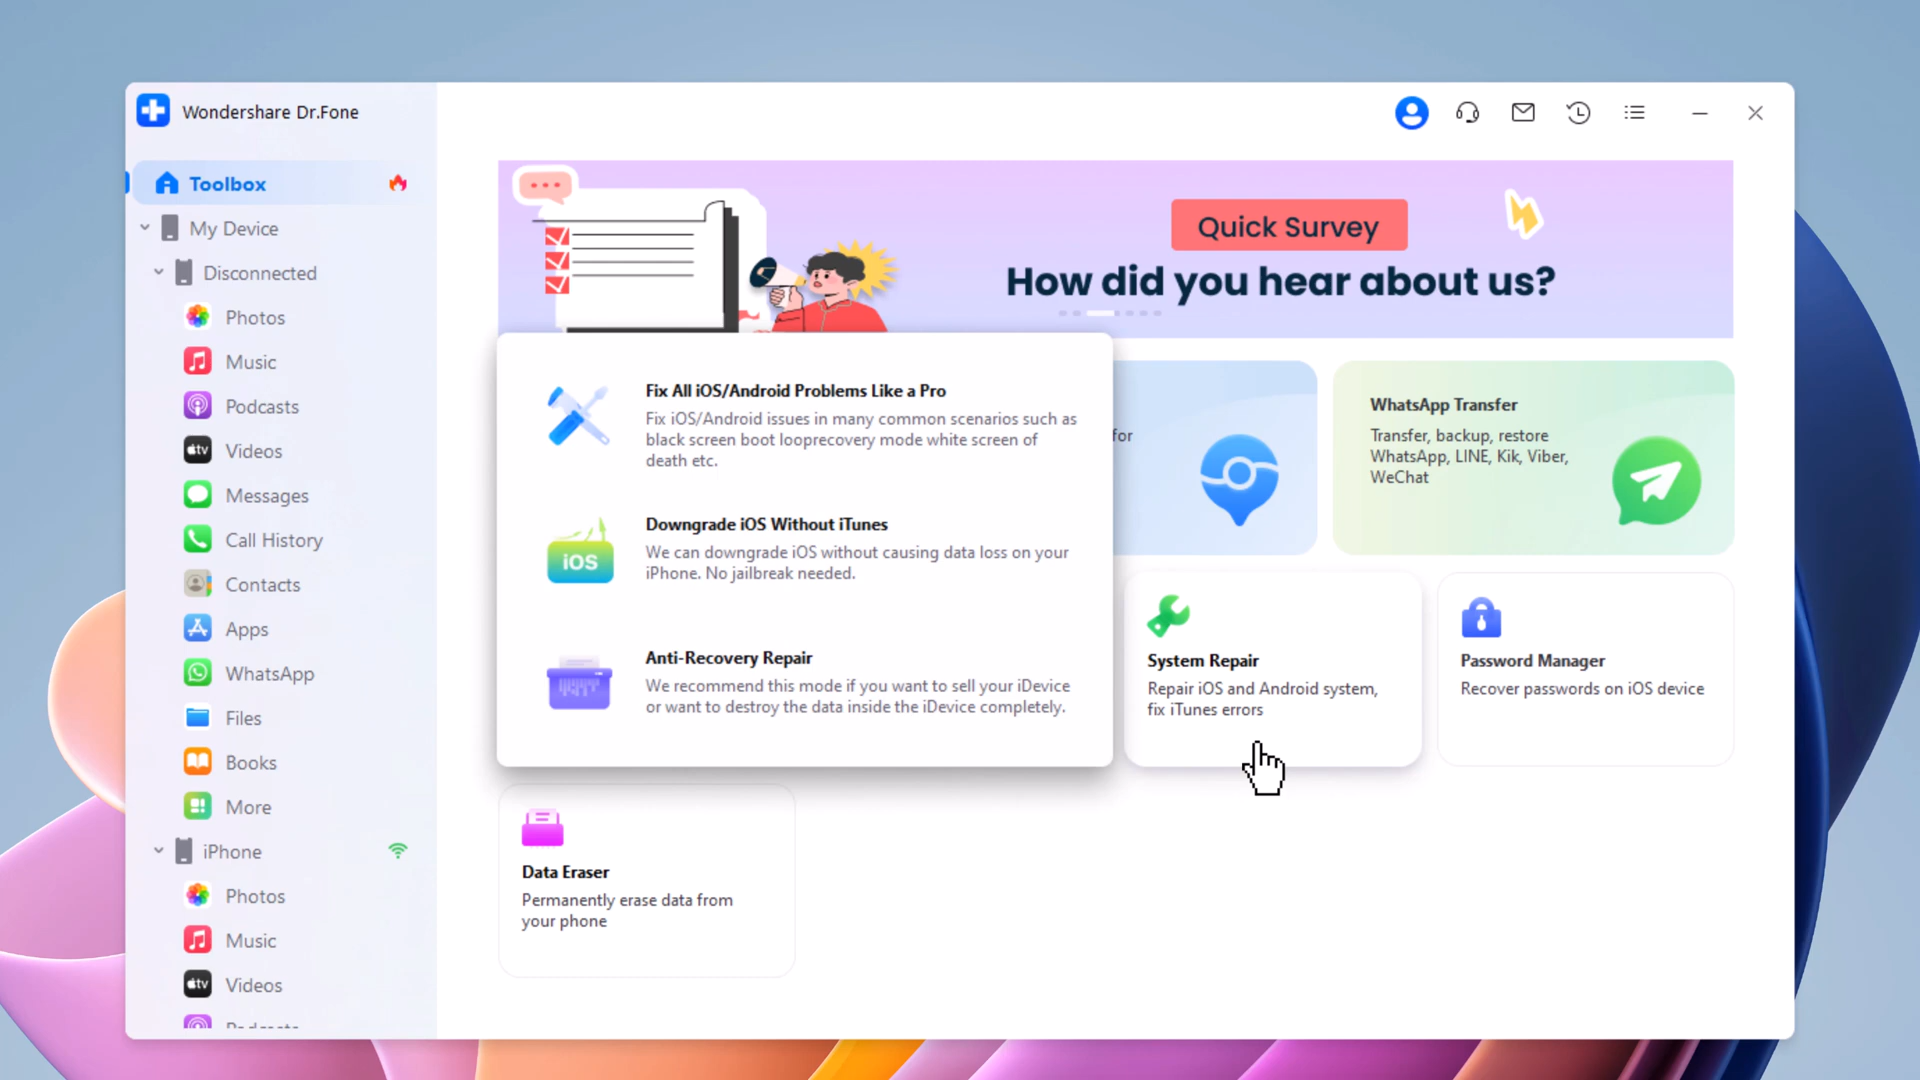 Wondershare Dr.Fone
Toolbox
My Device
Disconnected
Photos
Music
Podcasts
Videos
Messages
Call History
Contacts
Apps
WhatsApp
Files
Books
More
iPhone
Photos
Music
Videos
Quick Survey
How did you hear about us?
Fix All iOS/Android Problems Like a Pro
Fix iOS/Android issues in many common scenarios such as
black screen boot looprecovery mode white screen of
death etc.
Downgrade iOS Without iTunes
We can downgrade iOS without causing data loss on your
iPhone. No jailbreak needed.
iOS
Anti-Recovery Repair
We recommend this mode if you want to sell your iDevice
or want to destroy the data inside the iDevice completely.
for
WhatsApp Transfer
Transfer, backup, restore
WhatsApp, LINE, Kik, Viber,
WeChat
System Repair
Repair iOS and Android system,
fix iTunes errors
Password Manager
Recover passwords on iOS device
Data Eraser
Permanently erase data from
your phone